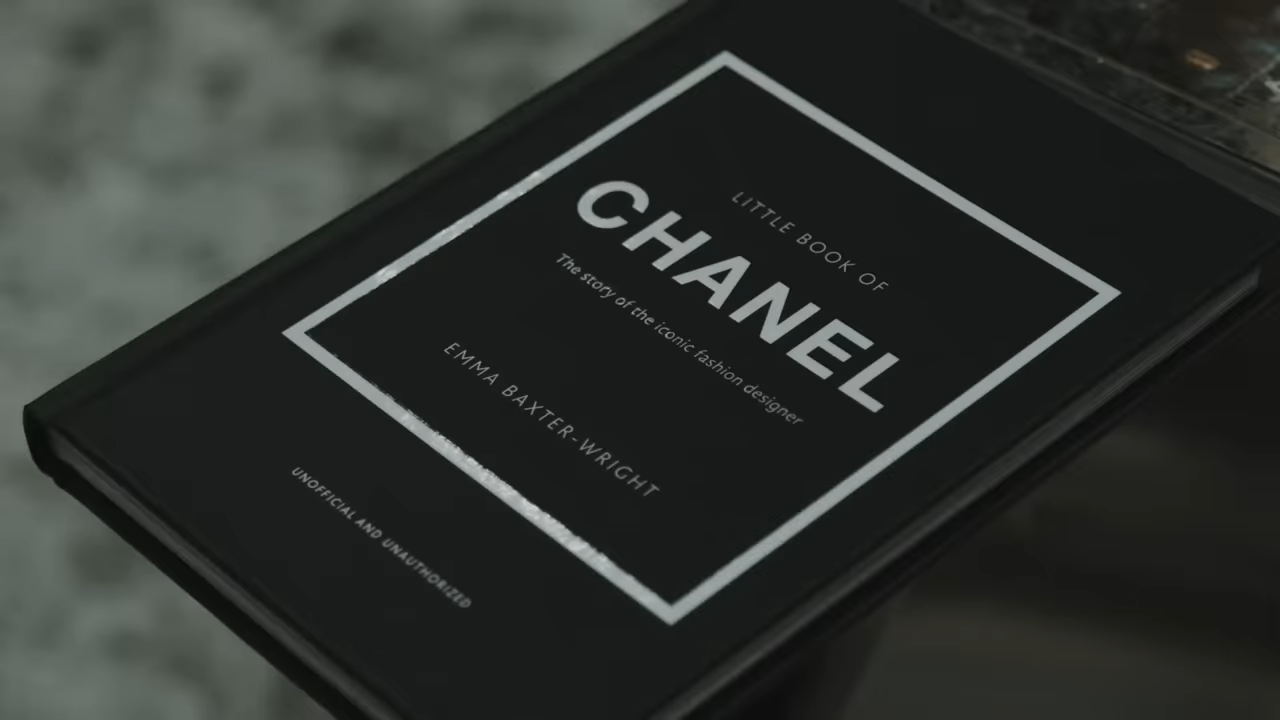 LITTLE BOOK OF
CHANEL
The story of the iconic fashion designer
EMMA BAXTER-WRIGHT
UNOFFICIAL AND UNAUTHORIZED